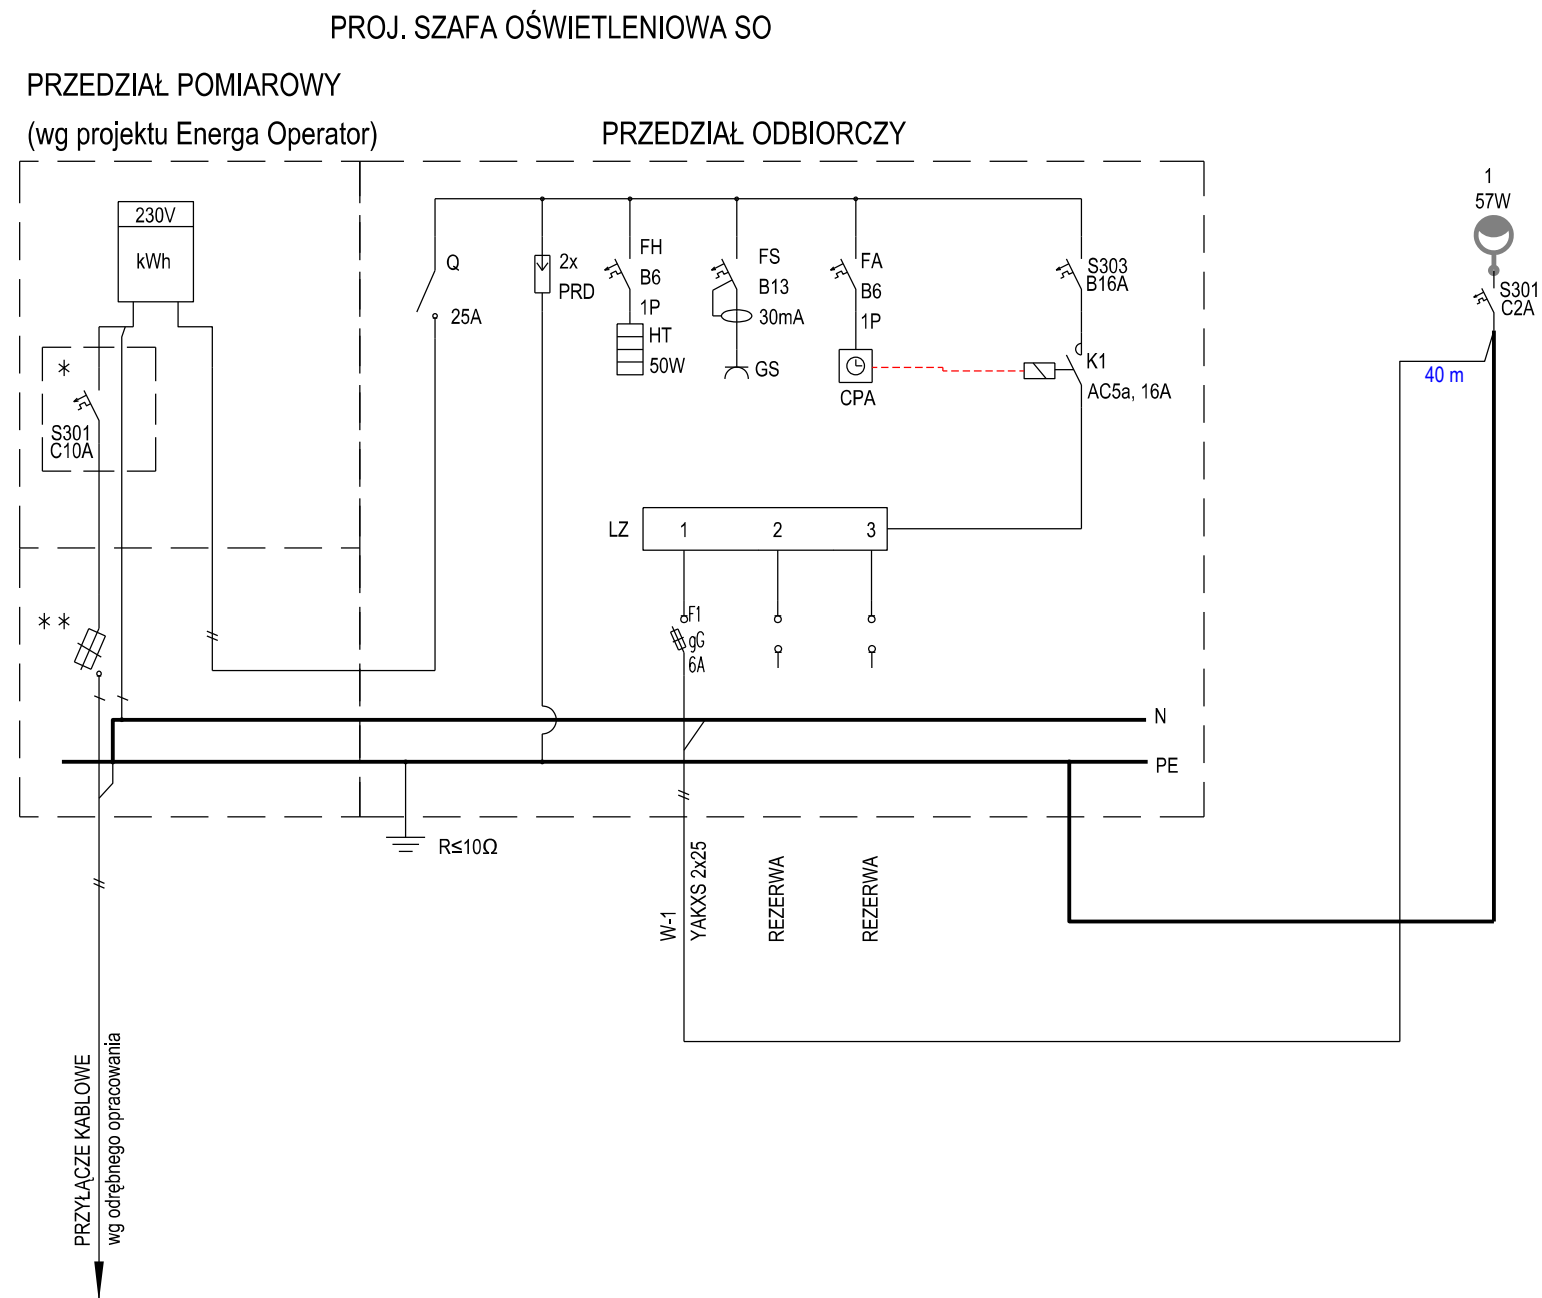 PROJ. SZAFA OŚWIETLENIOWA SO
PRZEDZIAŁ POMIAROWY
(wg projektu Energa Operator)
PRZEDZIAŁ ODBIORCZY
230V
kWh
*
S301
C10A
* *
Q
25A
2x
PRD
FH
B6
1P
HT
50W
FS
B13
30mA
GS
FA
B6
1P
CPA
S303
B16A
K1
AC5a, 16A
LZ
1
2
3
F1
gG
6A
N
PE
R≤10Ω
W-1
YAKXS 2x25
REZERWA
REZERWA
1
57W
S301
C2A
40 m
PRZYŁĄCZE KABLOWE
wg odrębnego opracowania